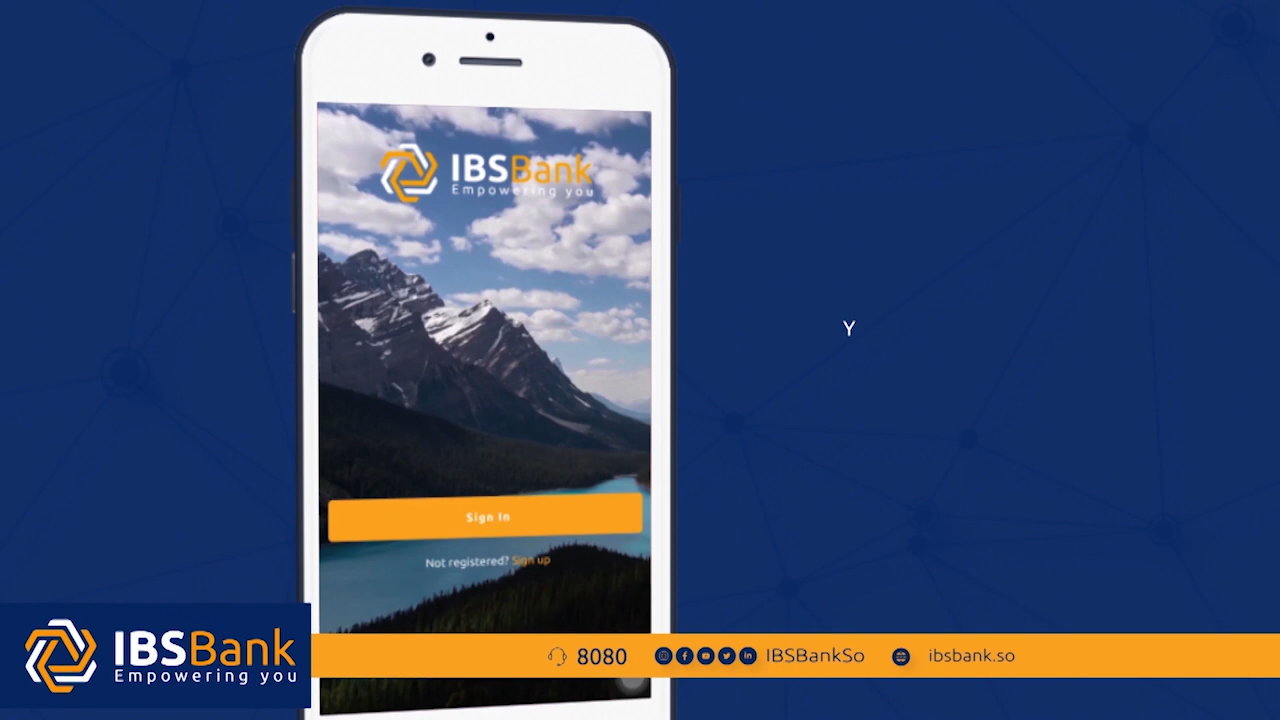 IBSBank
Empowering you
Y
Sign In
Not registered? Sign up
IBSBank
Empowering you
8080
IBSBankSo
ibsbank.so